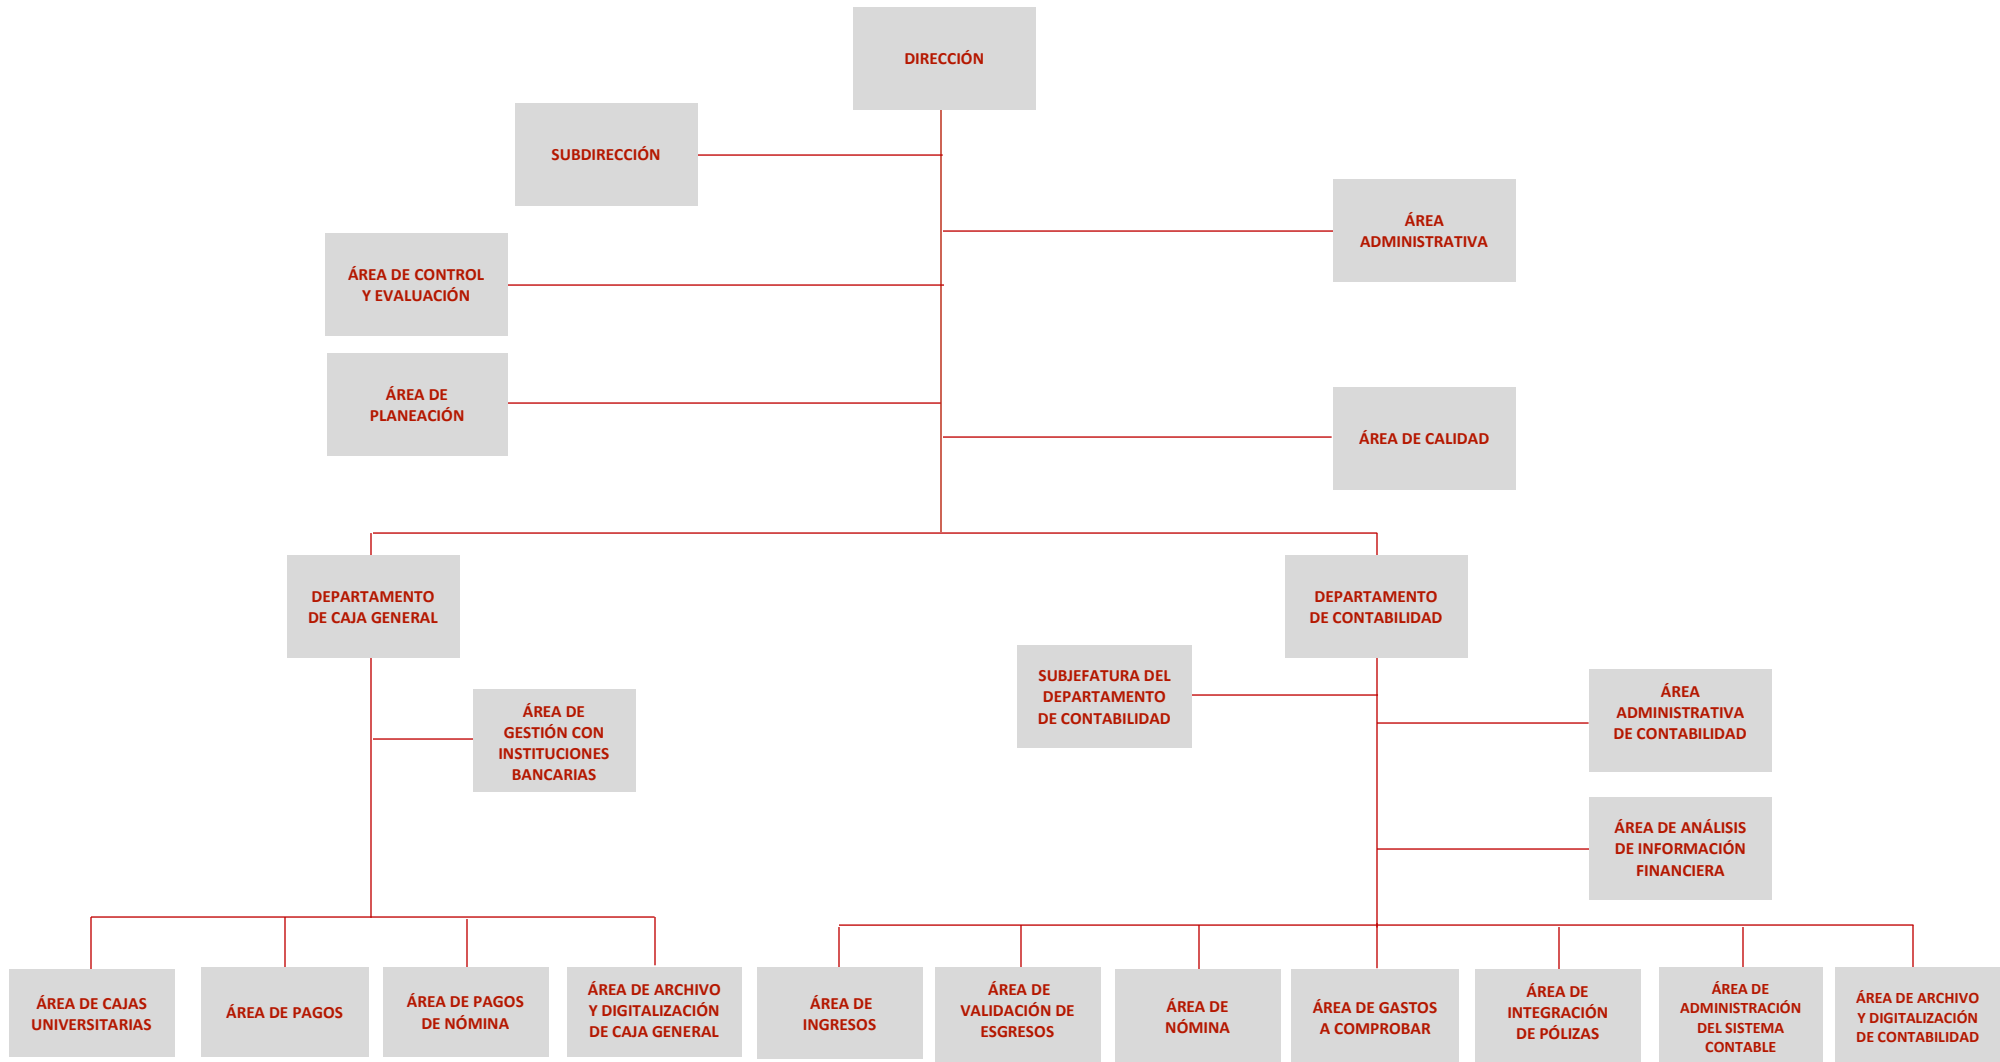 DIRECCIÓN
SUBDIRECCIÓN
ÁREA
ADMINISTRATIVA
ÁREA DE CONTROL
Y EVALUACIÓN
ÁREA DE
PLANEACIÓN
ÁREA DE CALIDAD
DEPARTAMENTO
DE CAJA GENERAL
DEPARTAMENTO
DE CONTABILIDAD
SUBJEFATURA DEL
DEPARTAMENTO
DE CONTABILIDAD
ÁREA
ADMINISTRATIVA
DE CONTABILIDAD
ÁREA DE
GESTIÓN CON
INSTITUCIONES
BANCARIAS
ÁREA DE ANÁLISIS
DE INFORMACIÓN
FINANCIERA
ÁREA DE CAJAS
UNIVERSITARIAS
ÁREA DE PAGOS
ÁREA DE PAGOS
DE NÓMINA
ÁREA DE ARCHIVO
Y DIGITALIZACIÓN
DE CAJA GENERAL
ÁREA DE
INGRESOS
ÁREA DE
VALIDACIÓN DE
ESGRESOS
ÁREA DE
NÓMINA
ÁREA DE GASTOS
A COMPROBAR
ÁREA DE
INTEGRACIÓN
DE PÓLIZAS
ÁREA DE
ADMINISTRACIÓN
DEL SISTEMA
CONTABLE
ÁREA DE ARCHIVO
Y DIGITALIZACIÓN
DE CONTABILIDAD